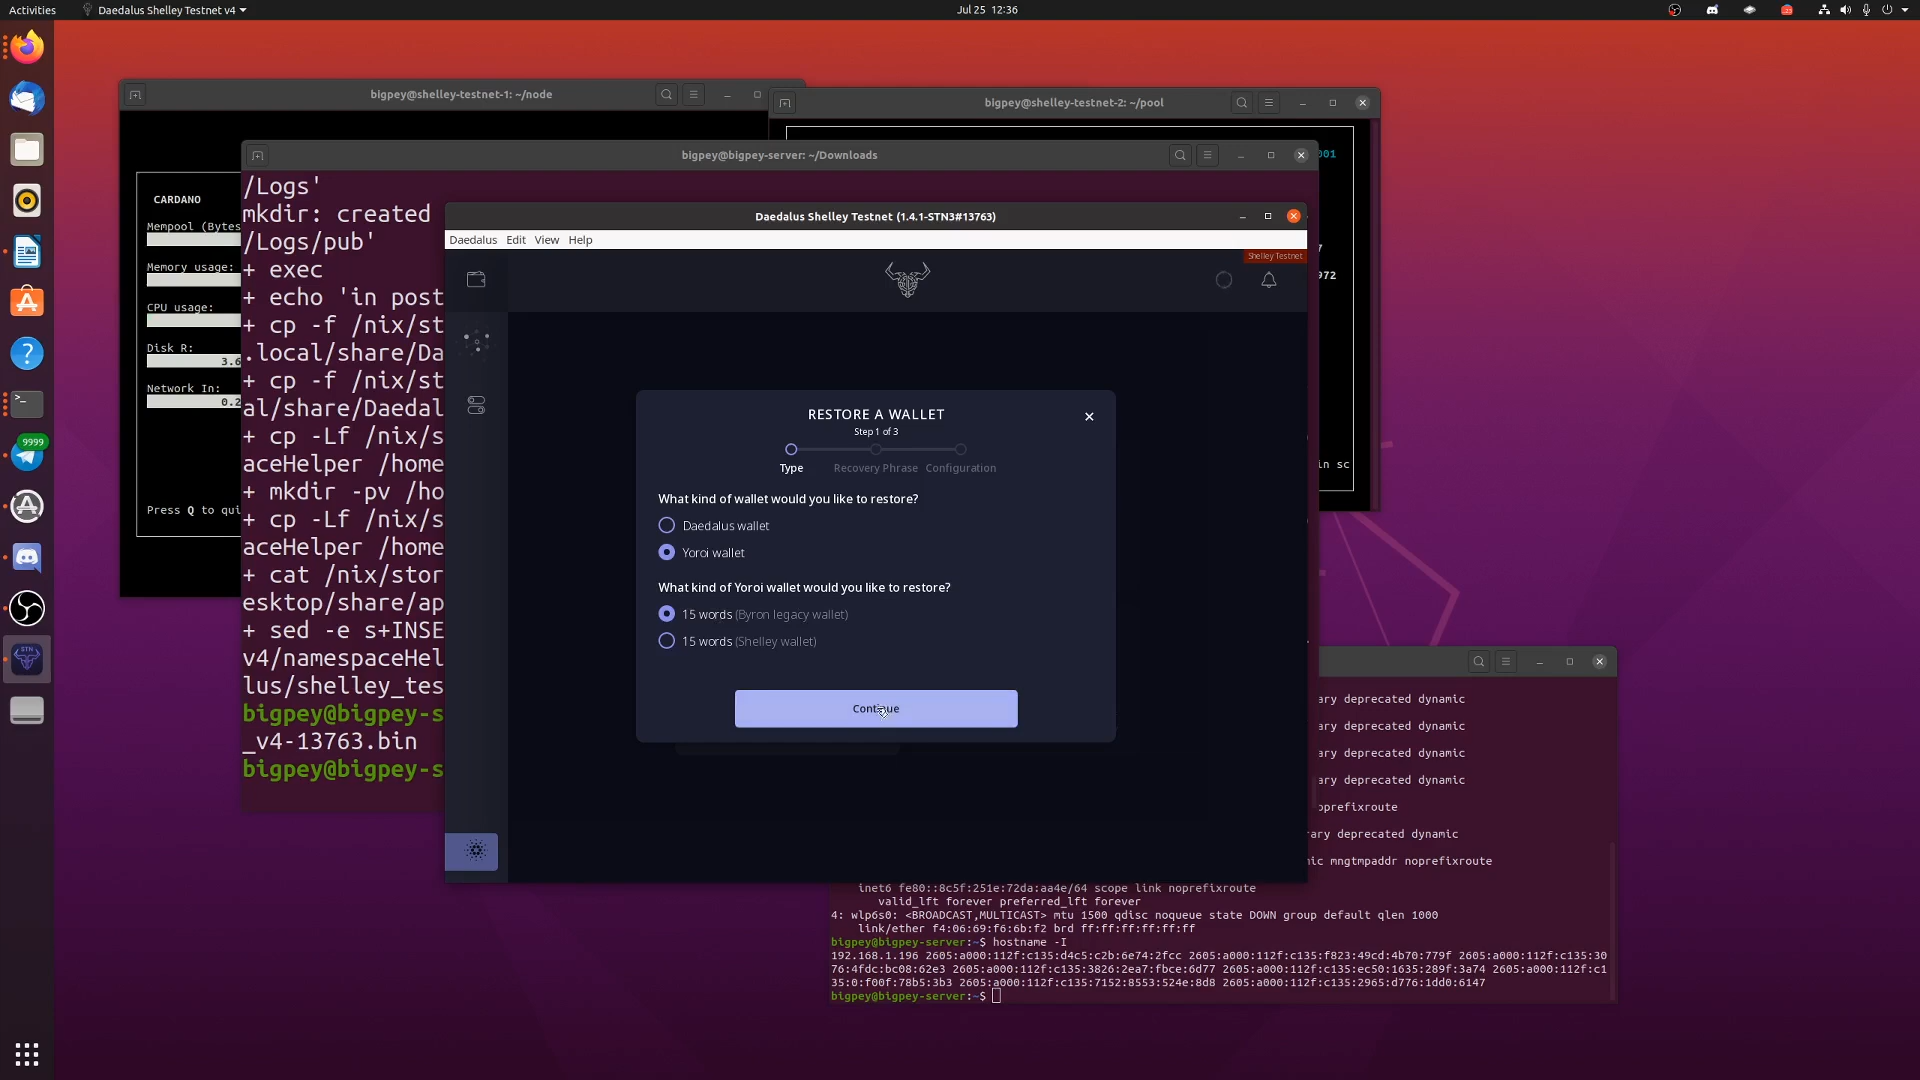 Activities
Daedalus Shelley Testnet v4
Jul 25 12:36
bigpey@shelley-testnet-1: ~/node
bigpey@shelley-testnet-2: ~/pool
001
7
972
in sc
CARDANO
Mempool (Bytes
Memory usage:
CPU usage:
Disk R:
3.6
Network In:
0.2
Press Q to qui
bigpey@bigpey-server: ~/Downloads
/Logs'
mkdir: created
/Logs/pub'
+ exec
+ echo 'in post
+ cp -f /nix/st
.local/share/Da
+ cp -f /nix/st
al/share/Daedal
+ cp -Lf /nix/s
aceHelper /home
+ mkdir -pv /ho
+ cp -Lf /nix/s
aceHelper /home
+ cat /nix/stor
esktop/share/ap
+ sed -e s+INSE
v4/namespaceHel
lus/shelley_tes
bigpey@bigpey-s
_v4-13763.bin
bigpey@bigpey-s
Daedalus Shelley Testnet (1.4.1-STN3#13763)
Daedalus Edit View Help
Shelley Testnet
RESTORE A WALLET
Step 1 of 3
Type Recovery Phrase Configuration
What kind of wallet would you like to restore?
Daedalus wallet
Yoroi wallet
What kind of Yoroi wallet would you like to restore?
15 words (Byron legacy wallet)
15 words (Shelley wallet)
Continue
9999
STN
ary deprecated dynamic
ary deprecated dynamic
ary deprecated dynamic
ary deprecated dynamic
oprefixroute
ary deprecated dynamic
ic mngtmpaddr noprefixroute
inet6 fe80::8c5f:251e:72da:aa4e/64 scope link noprefixroute
valid_lft forever preferred_lft forever
4: wlp6s0: <BROADCAST,MULTICAST> mtu 1500 qdisc noqueue state DOWN group default qlen 1000
link/ether f4:06:69:f6:6b:f2 brd ff:ff:ff:ff:ff:ff
bigpey@bigpey-server:~$ hostname -I
192.168.1.196 2605:a000:112f:c135:d4c5:c2b:6e74:2fcc 2605:a000:112f:c135:f823:49cd:4b70:779f 2605:a000:112f:c135:30
76:4fdc:bc08:62e3 2605:a000:112f:c135:3826:2ea7:fbce:6d77 2605:a000:112f:c135:ec50:1635:289f:3a74 2605:a000:112f:c1
35:0:f00f:78b5:3b3 2605:a000:112f:c135:7152:8553:524e:8d8 2605:a000:112f:c135:2965:d776:1dd0:6147
bigpey@bigpey-server:~$